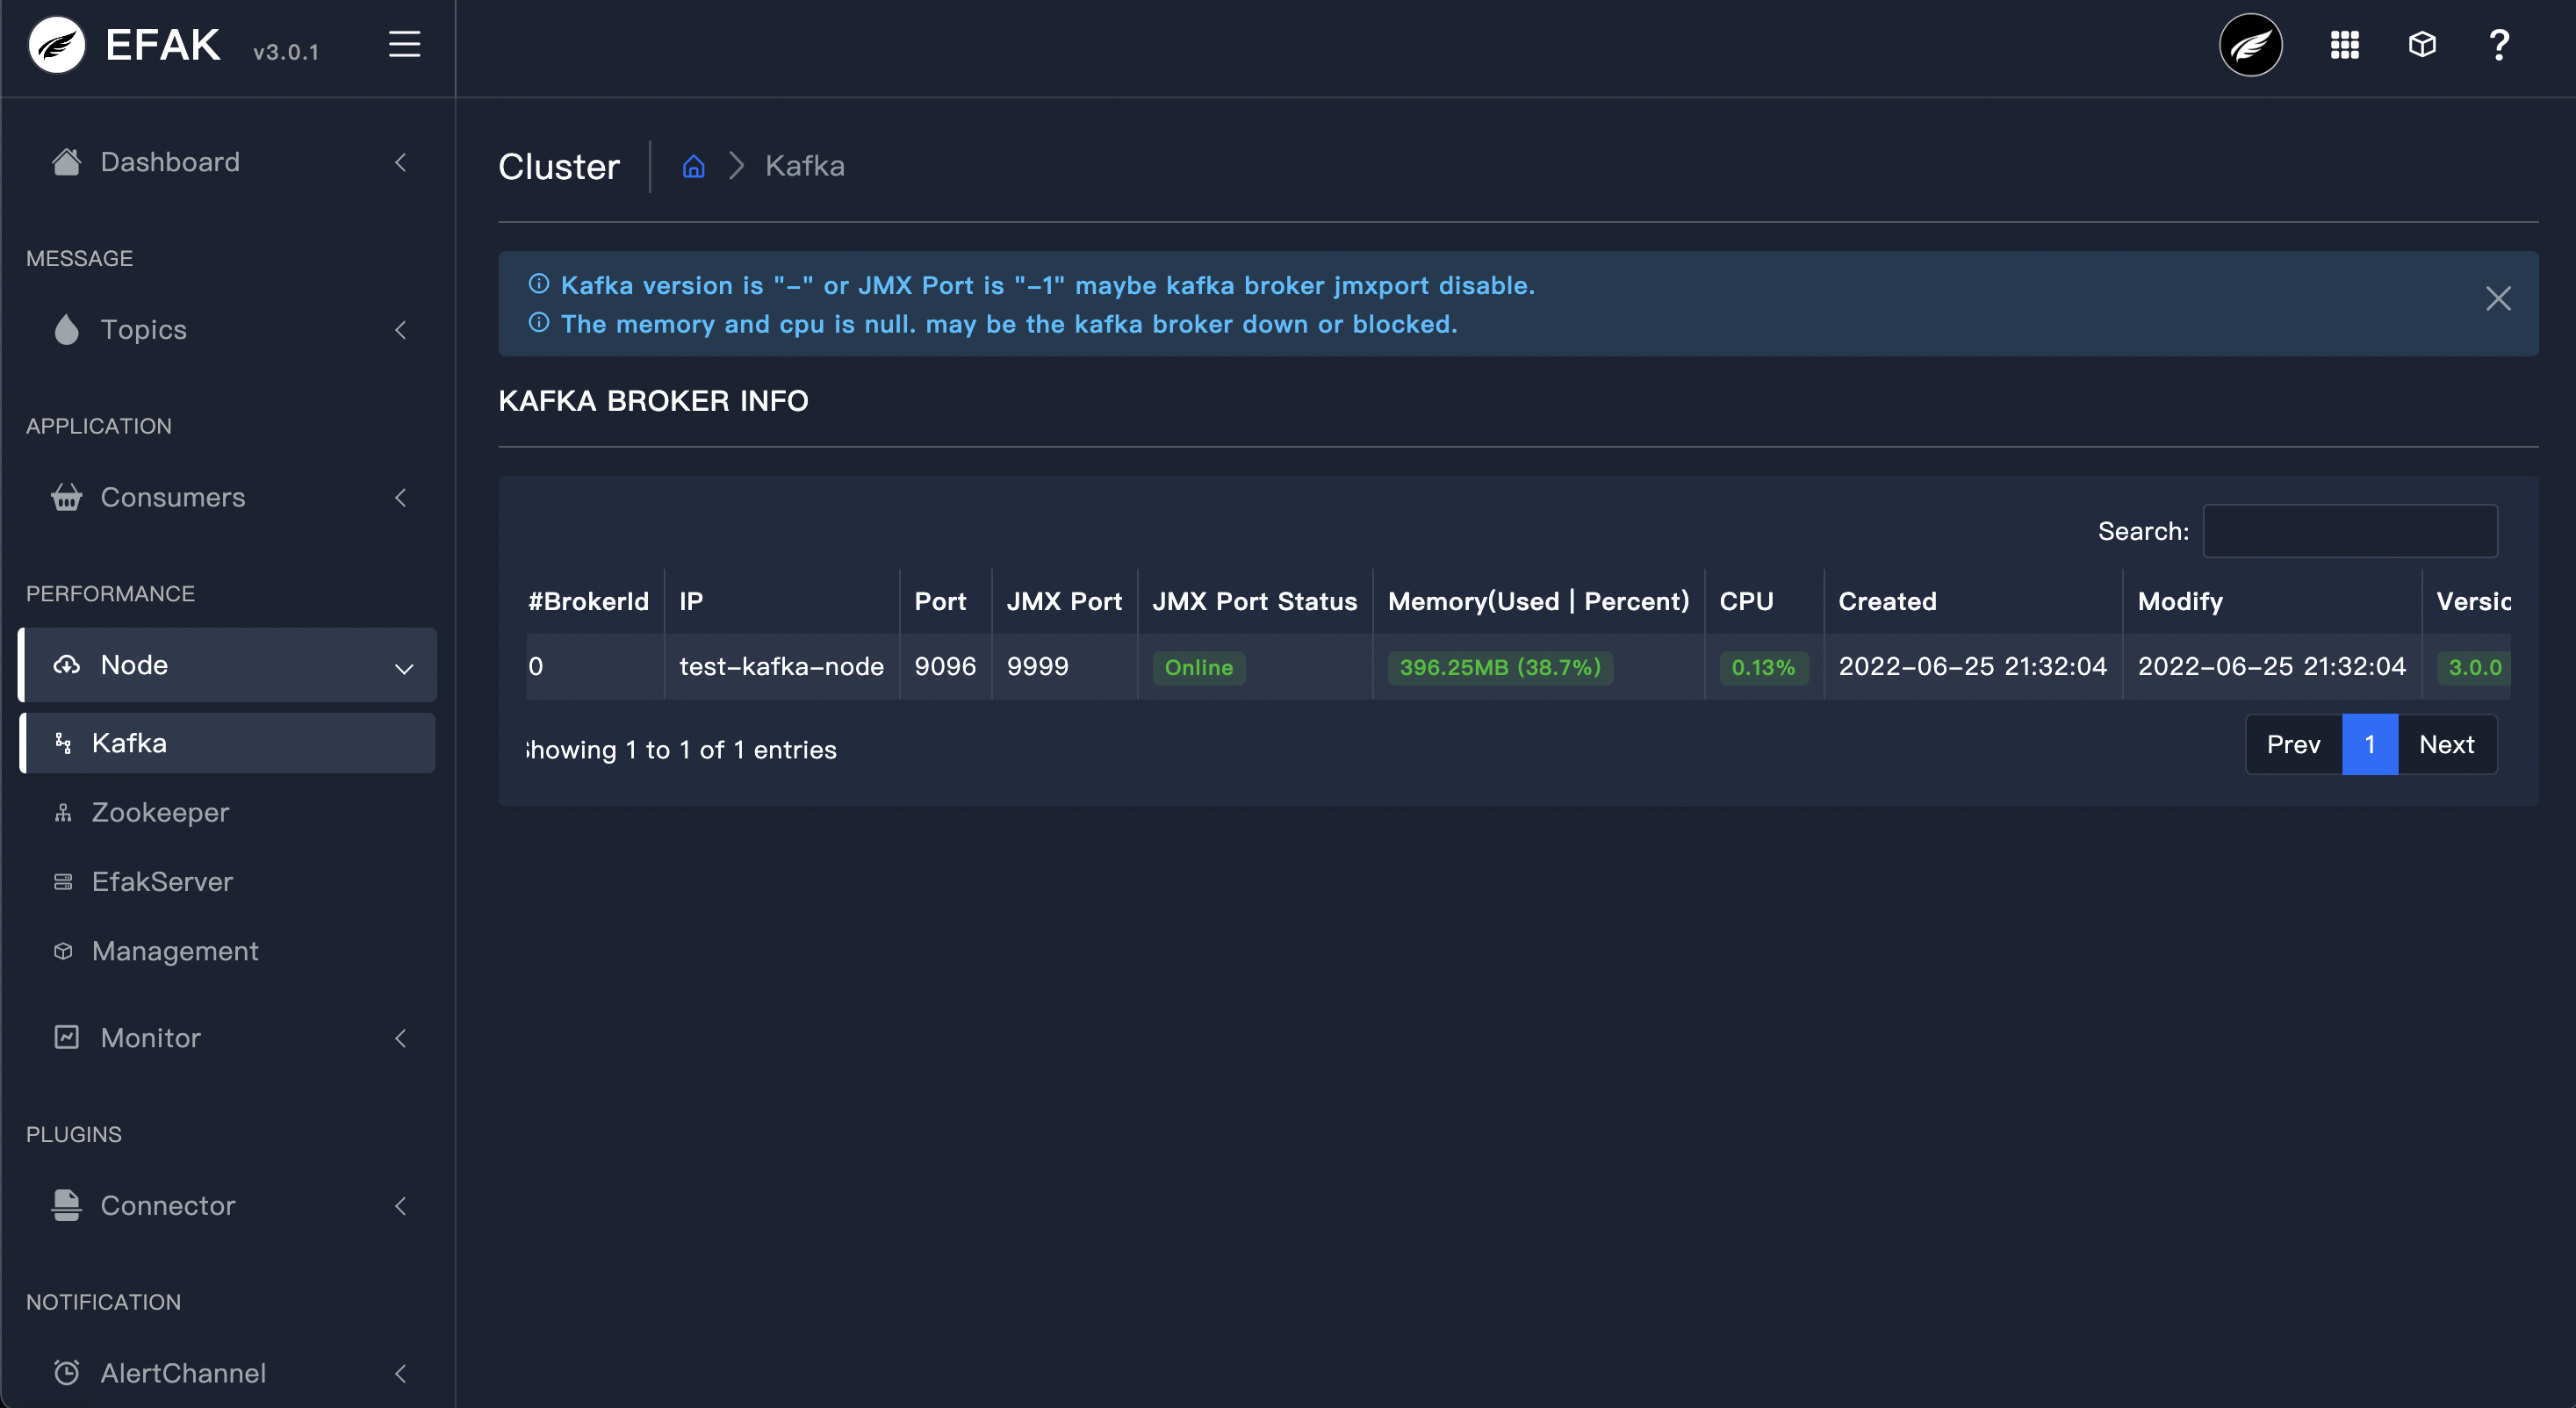 EFAK v3.0.1
Dashboard
MESSAGE
Topics
APPLICATION
Consumers
PERFORMANCE
Node
Kafka
Zookeeper
EfakServer
Management
Monitor
PLUGINS
Connector
NOTIFICATION
AlertChannel
?
Cluster Kafka
Kafka version is "-" or JMX Port is "-1" maybe kafka broker jmxport disable.
The memory and cpu is null. may be the kafka broker down or blocked.
KAFKA BROKER INFO
Search:
#BrokerId IP Port JMX Port JMX Port Status Memory(Used | Percent) CPU Created Modify Versic
0 test-kafka-node 9096 9999 Online 396.25MB (38.7%) 0.13% 2022-06-25 21:32:04 2022-06-25 21:32:04 3.0.0
howing 1 to 1 of 1 entries
Prev 1 Next